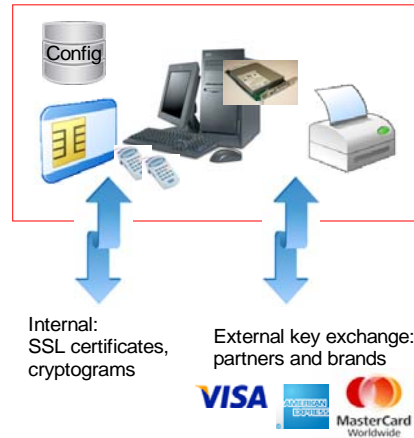 Config
Internal:
SSL certificates,
cryptograms
External key exchange:
partners and brands
VISA
AMERICAN
EXPRESS
®
MasterCard
Worldwide